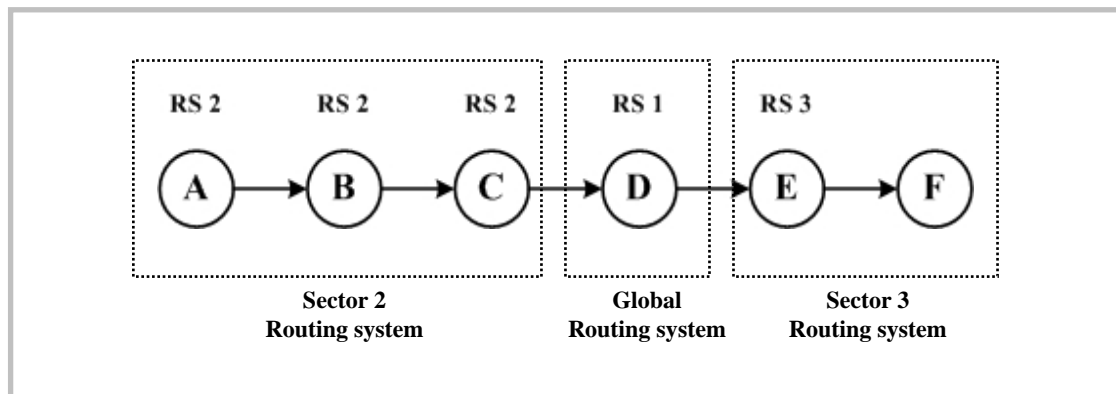 RS 2 RS 2 RS 2 RS 1 RS 3
A B C D E F
Sector 2 Global Sector 3
Routing system Routing system Routing system